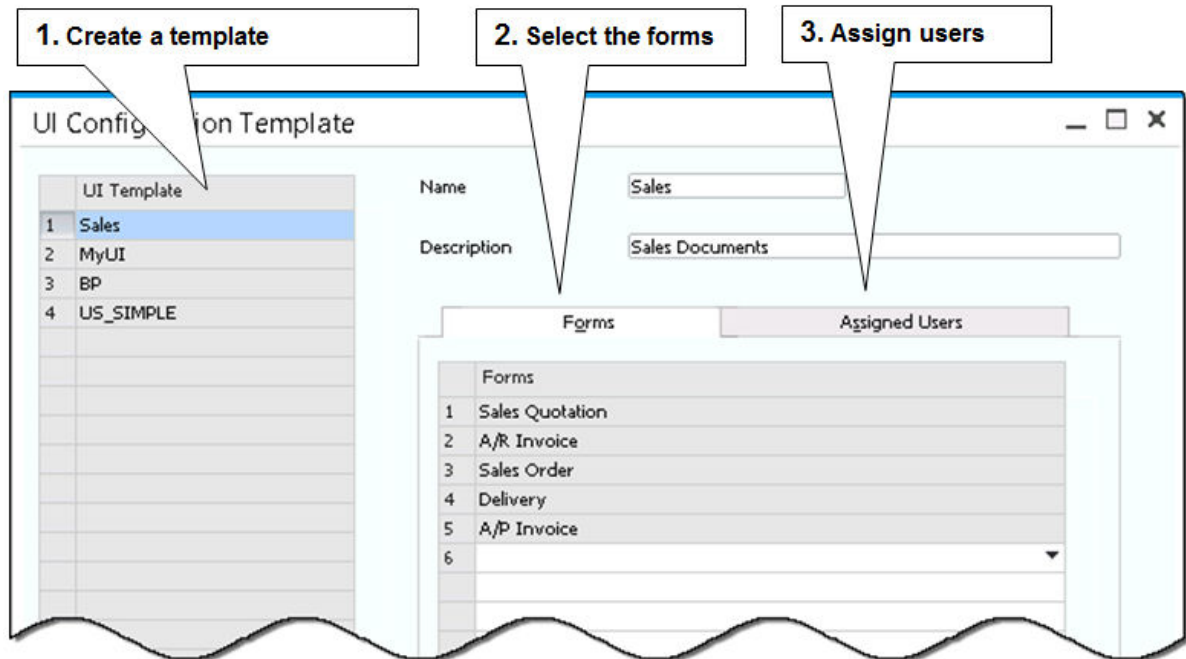 1. Create a template
2. Select the forms
3. Assign users
UI Config ion Template
UI Template
1 Sales
2 MyUI
3 BP
4 US_SIMPLE
Name Sales
Description Sales Documents
Forms Assigned Users
Forms
1 Sales Quotation
2 A/R Invoice
3 Sales Order
4 Delivery
5 A/P Invoice
6